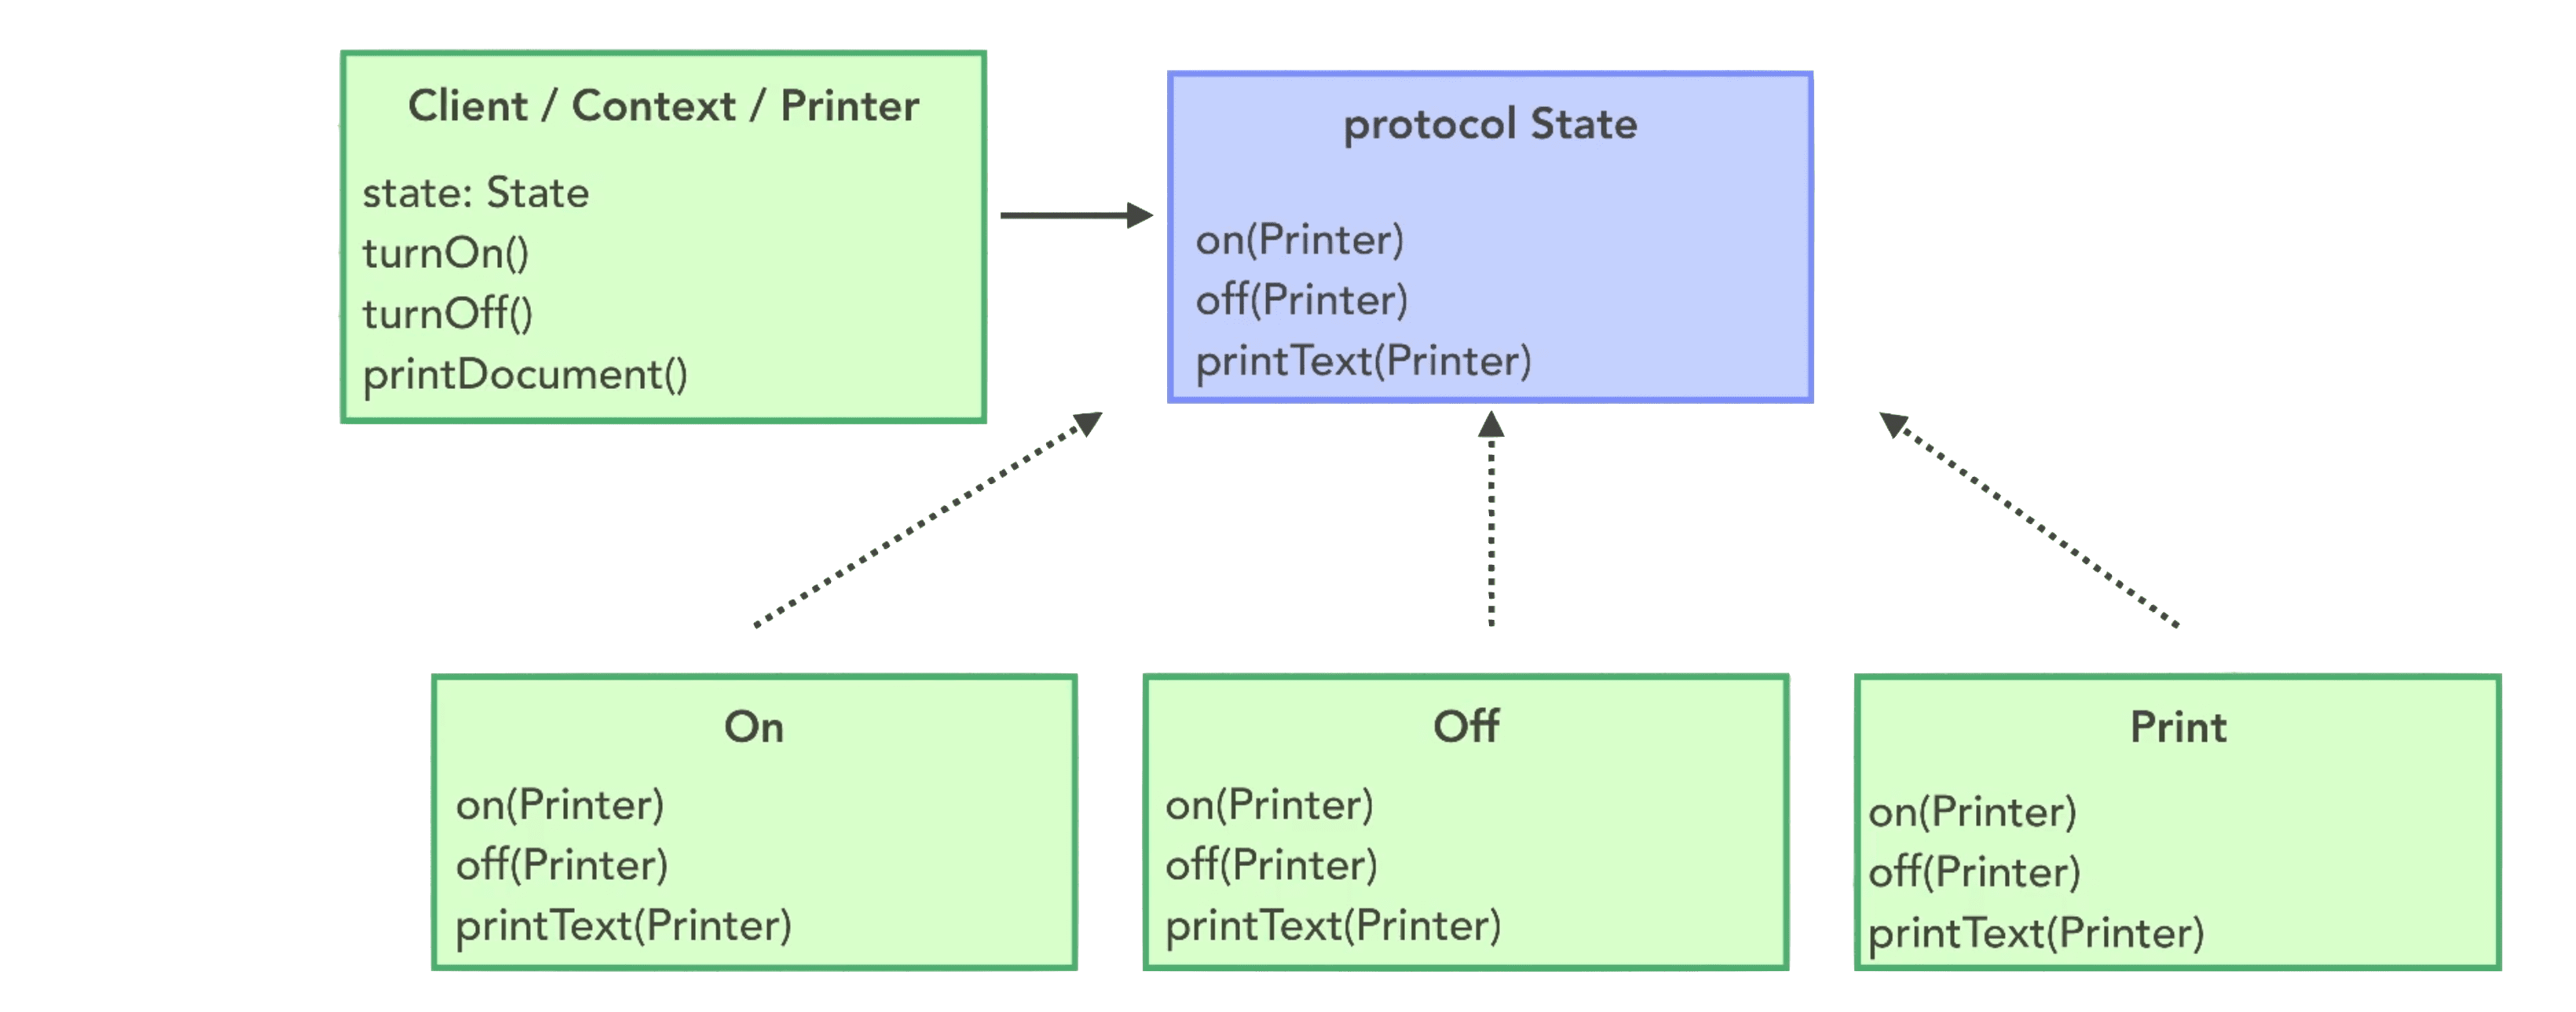 Client / Context / Printer
state: State
turnOn()
turnOff()
printDocument()
protocol State
on(Printer)
off(Printer)
printText(Printer)
On
on(Printer)
off(Printer)
printText(Printer)
Off
on(Printer)
off(Printer)
printText(Printer)
Print
on(Printer)
off(Printer)
printText(Printer)